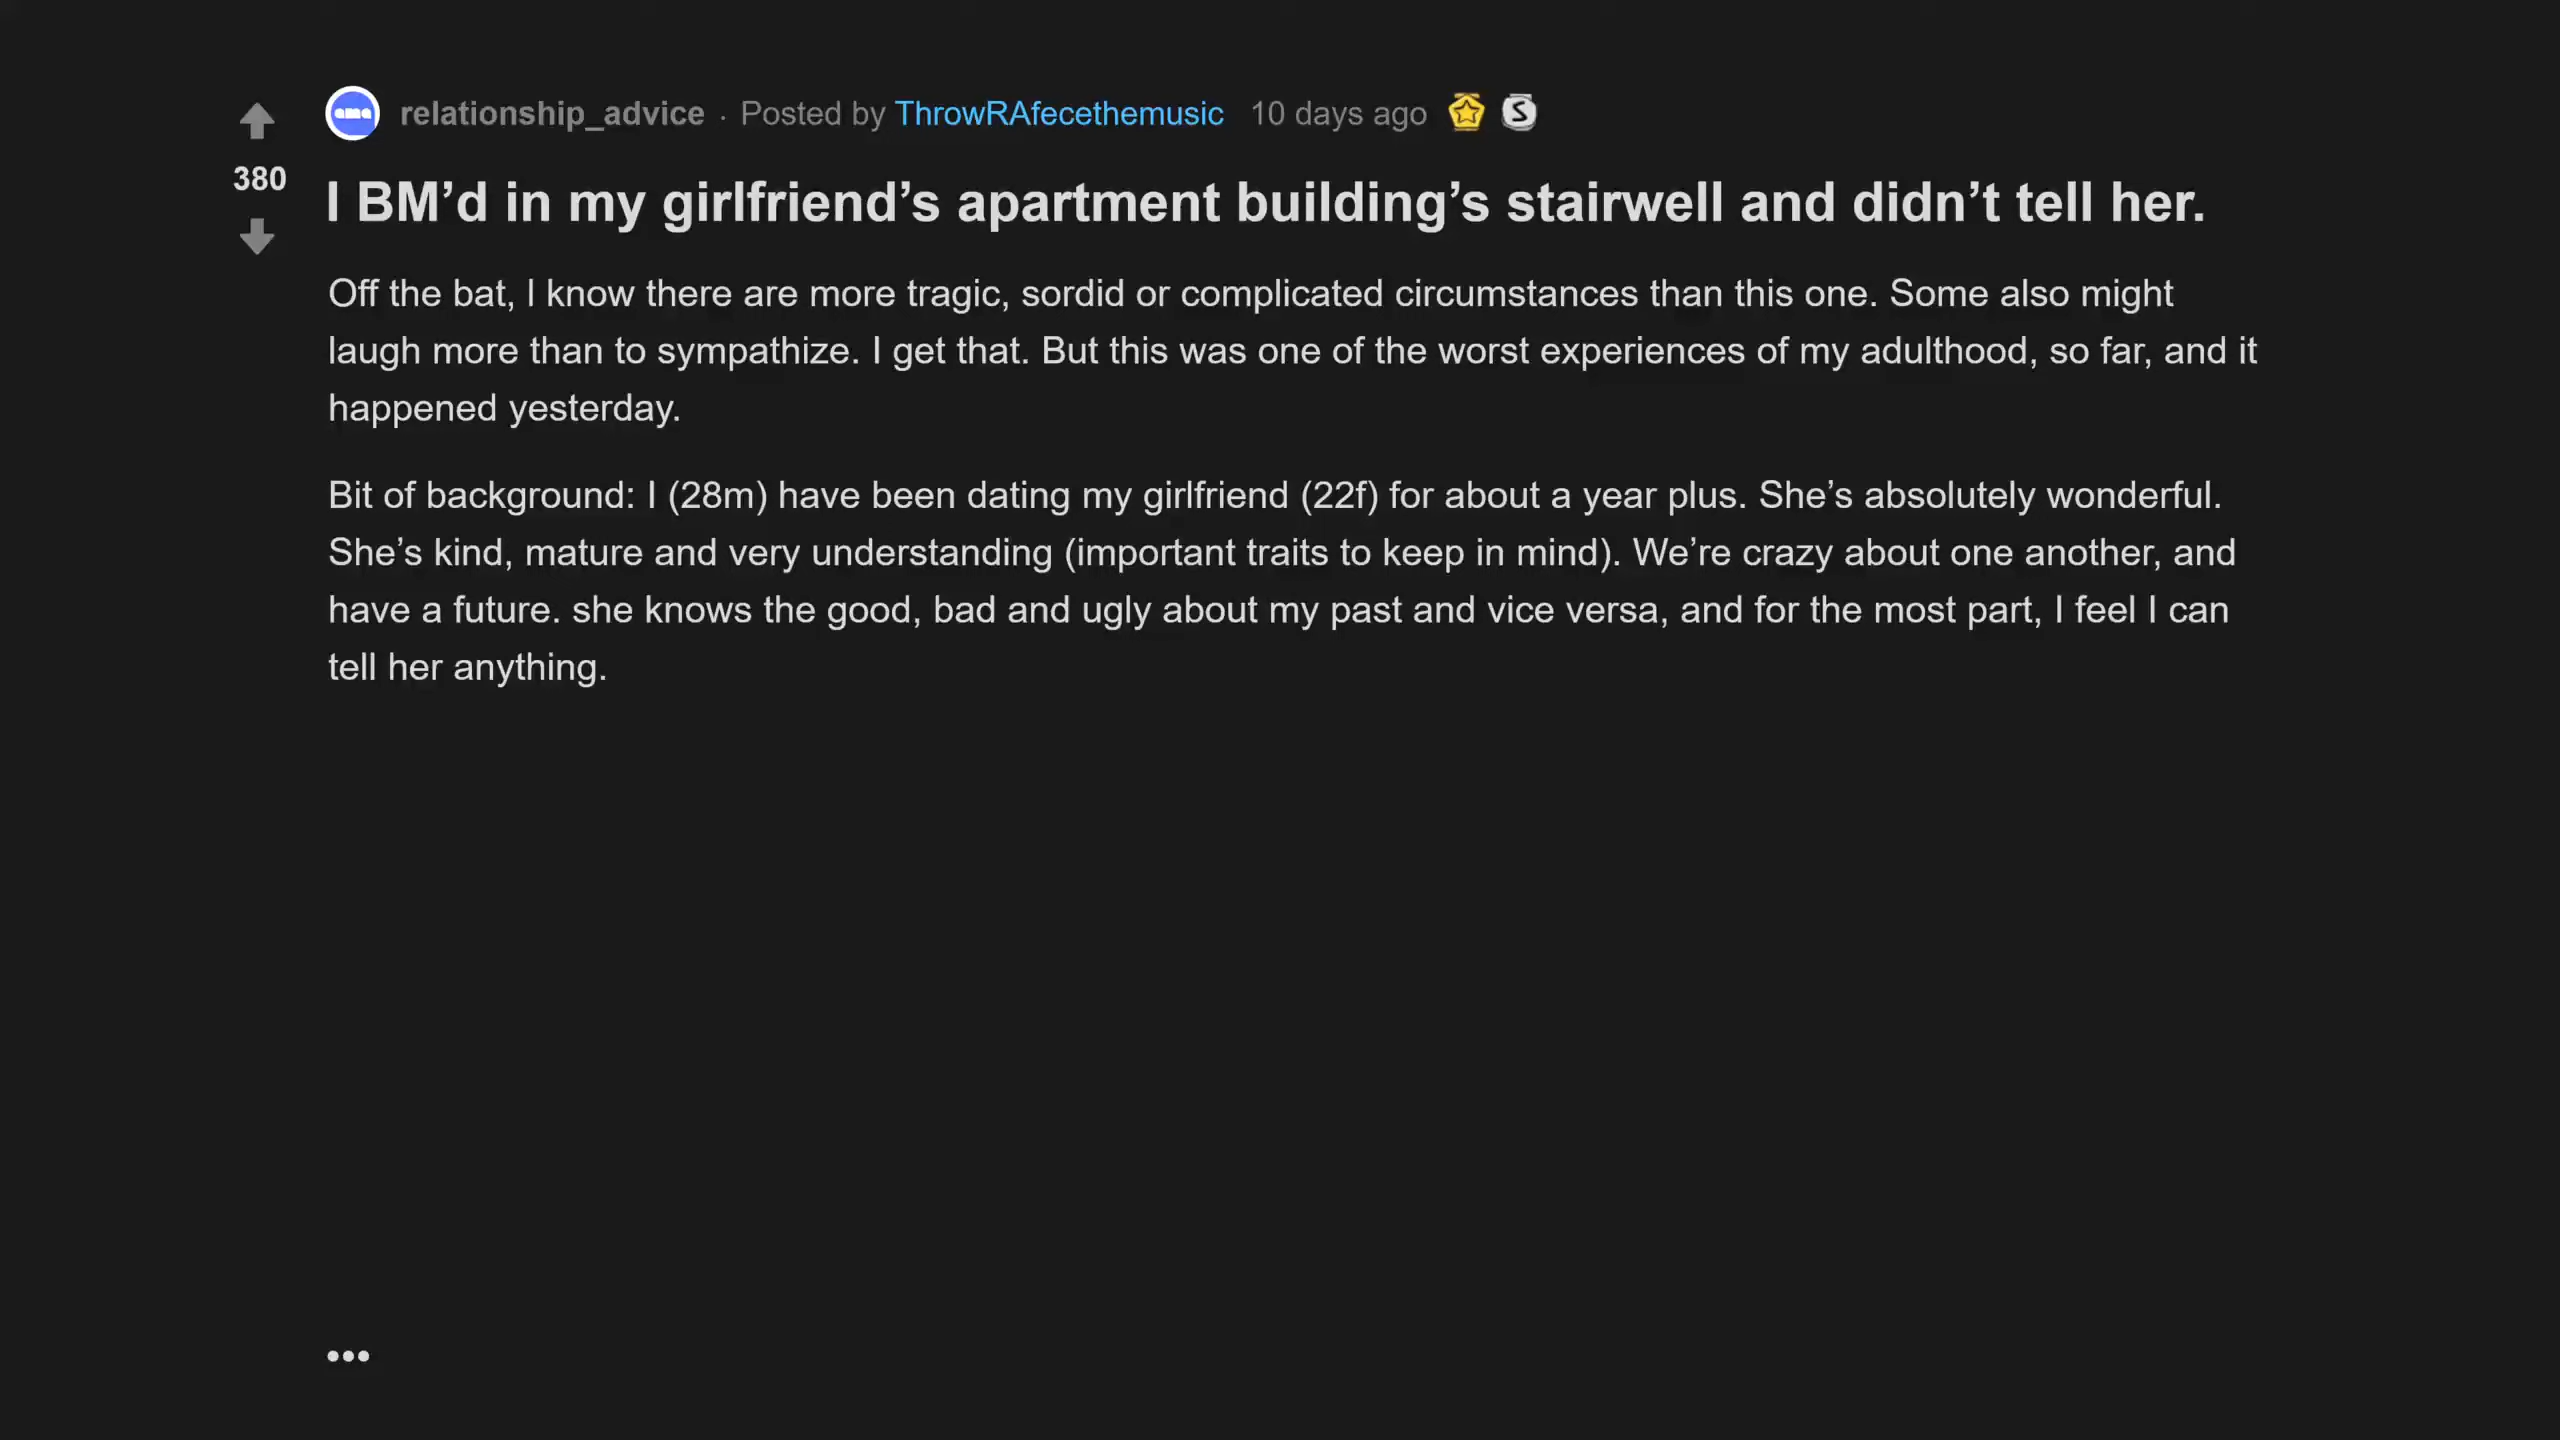 relationship_advice · Posted by ThrowRAfecethemusic 10 days ago
380
I BM’d in my girlfriend’s apartment building’s stairwell and didn’t tell her.
Off the bat, I know there are more tragic, sordid or complicated circumstances than this one. Some also might
laugh more than to sympathize. I get that. But this was one of the worst experiences of my adulthood, so far, and it
happened yesterday.
Bit of background: I (28m) have been dating my girlfriend (22f) for about a year plus. She’s absolutely wonderful.
She’s kind, mature and very understanding (important traits to keep in mind). We’re crazy about one another, and
have a future. she knows the good, bad and ugly about my past and vice versa, and for the most part, I feel I can
tell her anything.